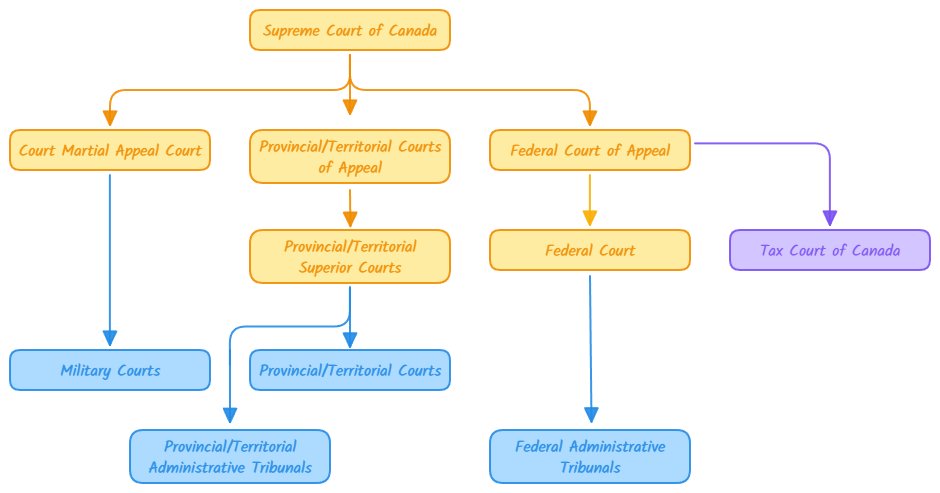 Supreme Court of Canada
Court Martial Appeal Court
Provincial/Territorial Courts
of Appeal
Federal Court of Appeal
Provincial/Territorial
Superior Courts
Federal Court
Tax Court of Canada
Military Courts
Provincial/Territorial Courts
Provincial/Territorial
Administrative Tribunals
Federal Administrative
Tribunals